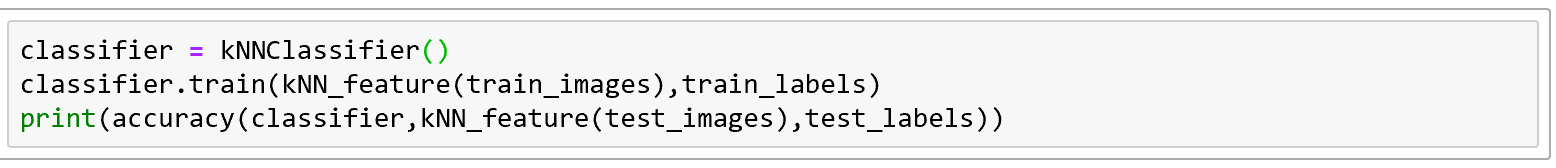 classifier = kNNClassifier()
classifier.train(kNN_feature(train_images),train_labels)
print(accuracy(classifier,kNN_feature(test_images),test_labels))